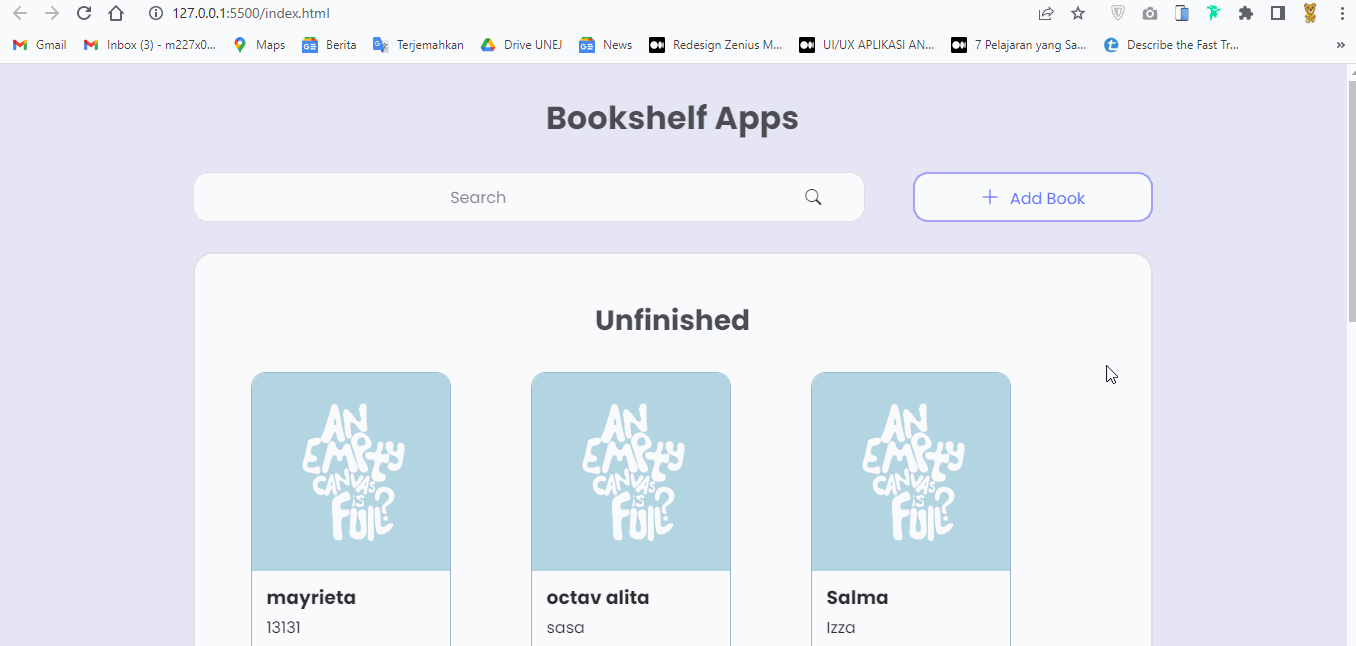 127.0.0.1:5500/index.html
Gmail Inbox (3) - m227x0... Maps Berita Terjemahkan Drive UNEJ News Redesign Zenius M... UI/UX APLIKASI AN... 7 Pelajaran yang Sa... Describe the Fast Tr... »
Bookshelf Apps
Search
+ Add Book
Unfinished
AN AN AN
EMPTY EMPTY EMPTY
CANVAS CANVAS CANVAS
IS IS IS
FULL? FULL? FULL?
mayrieta octav alita Salma
13131 sasa Izza